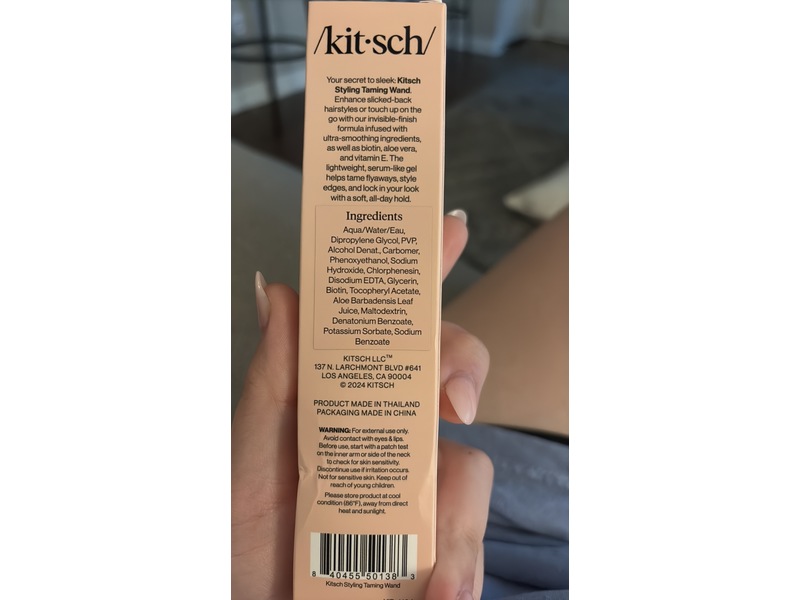 /kit·sch/
Your secret to sleek: Kitsch
Styling Taming Wand.
Enhance slicked-back
hairstyles or touch up on the
go with our invisible-finish
formula infused with
ultra-smoothing ingredients,
as well as biotin, aloe vera,
and vitamin E. The
lightweight, serum-like gel
helps tame flyaways, style
edges, and lock in your look
with a soft, all-day hold.
Ingredients
Aqua/Water/Eau,
Dipropylene Glycol, PVP,
Alcohol Denat., Carbomer,
Phenoxyethanol, Sodium
Hydroxide, Chlorphenesin,
Disodium EDTA, Glycerin,
Biotin, Tocopheryl Acetate,
Aloe Barbadensis Leaf
Juice, Maltodextrin,
Denatonium Benzoate,
Potassium Sorbate, Sodium
Benzoate
KITSCH LLC™
137 N. LARCHMONT BLVD #641
LOS ANGELES, CA 90004
© 2024 KITSCH
PRODUCT MADE IN THAILAND
PACKAGING MADE IN CHINA
WARNING: For external use only.
Avoid contact with eyes & lips.
Before use, start with a patch test
on the inner arm or side of the neck
to check for skin sensitivity.
Discontinue use if irritation occurs.
Not for sensitive skin. Keep out of
reach of young children.
Please store product at cool
condition (86°F), away from direct
heat and sunlight.
8 40455 50138 3
Kitsch Styling Taming Wand